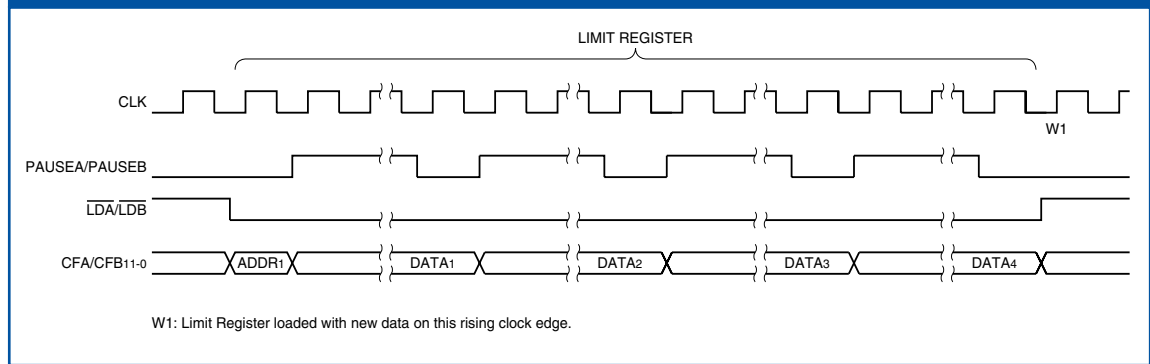 LIMIT REGISTER
CLK
W1
PAUSEA/PAUSEB
LDA/LDB
CFA/CFB11-0
ADDR1
DATA1
DATA2
DATA3
DATA4
W1: Limit Register loaded with new data on this rising clock edge.